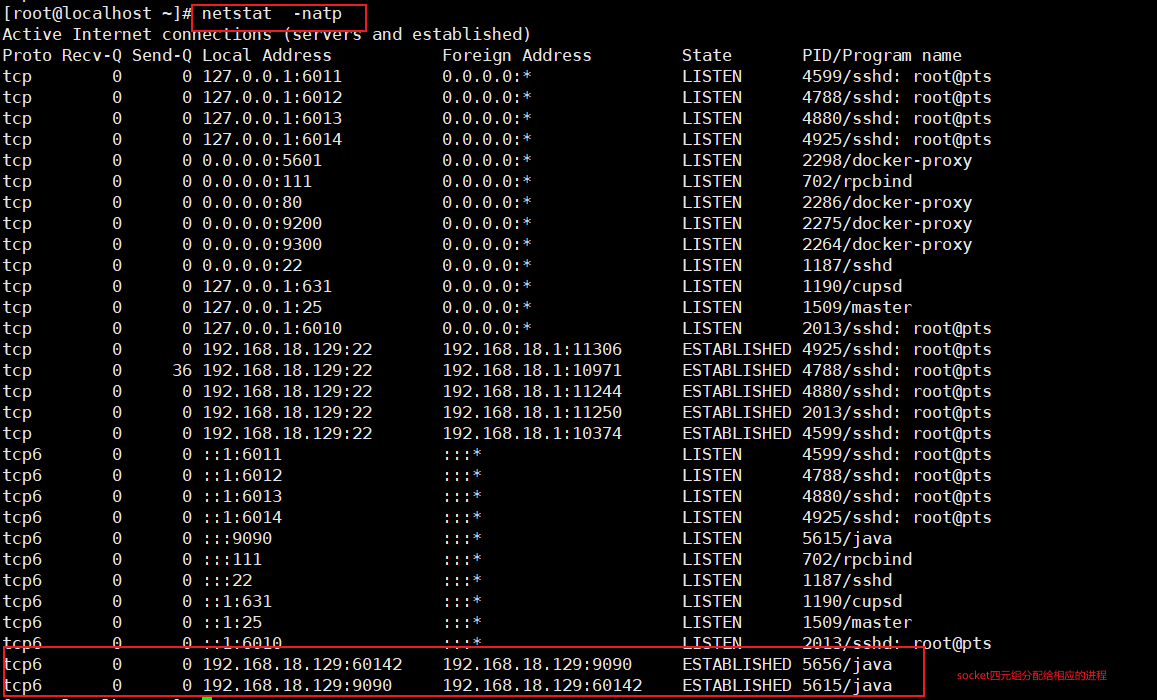 [root@localhost ~]# netstat  -natp
Active Internet connections (servers and established)
Proto Recv-Q Send-Q Local Address           Foreign Address         State       PID/Program name
tcp        0      0 127.0.0.1:6011          0.0.0.0:*               LISTEN      4599/sshd: root@pts
tcp        0      0 127.0.0.1:6012          0.0.0.0:*               LISTEN      4788/sshd: root@pts
tcp        0      0 127.0.0.1:6013          0.0.0.0:*               LISTEN      4880/sshd: root@pts
tcp        0      0 127.0.0.1:6014          0.0.0.0:*               LISTEN      4925/sshd: root@pts
tcp        0      0 0.0.0.0:5601            0.0.0.0:*               LISTEN      2298/docker-proxy
tcp        0      0 0.0.0.0:111             0.0.0.0:*               LISTEN      702/rpcbind
tcp        0      0 0.0.0.0:80              0.0.0.0:*               LISTEN      2286/docker-proxy
tcp        0      0 0.0.0.0:9200            0.0.0.0:*               LISTEN      2275/docker-proxy
tcp        0      0 0.0.0.0:9300            0.0.0.0:*               LISTEN      2264/docker-proxy
tcp        0      0 0.0.0.0:22              0.0.0.0:*               LISTEN      1187/sshd
tcp        0      0 127.0.0.1:631           0.0.0.0:*               LISTEN      1190/cupsd
tcp        0      0 127.0.0.1:25            0.0.0.0:*               LISTEN      1509/master
tcp        0      0 127.0.0.1:6010          0.0.0.0:*               LISTEN      2013/sshd: root@pts
tcp        0      0 192.168.18.129:22       192.168.18.1:11306      ESTABLISHED 4925/sshd: root@pts
tcp        0     36 192.168.18.129:22       192.168.18.1:10971      ESTABLISHED 4788/sshd: root@pts
tcp        0      0 192.168.18.129:22       192.168.18.1:11244      ESTABLISHED 4880/sshd: root@pts
tcp        0      0 192.168.18.129:22       192.168.18.1:11250      ESTABLISHED 2013/sshd: root@pts
tcp        0      0 192.168.18.129:22       192.168.18.1:10374      ESTABLISHED 4599/sshd: root@pts
tcp6       0      0 ::1:6011                :::*                    LISTEN      4599/sshd: root@pts
tcp6       0      0 ::1:6012                :::*                    LISTEN      4788/sshd: root@pts
tcp6       0      0 ::1:6013                :::*                    LISTEN      4880/sshd: root@pts
tcp6       0      0 ::1:6014                :::*                    LISTEN      4925/sshd: root@pts
tcp6       0      0 :::9090                 :::*                    LISTEN      5615/java
tcp6       0      0 :::111                  :::*                    LISTEN      702/rpcbind
tcp6       0      0 :::22                   :::*                    LISTEN      1187/sshd
tcp6       0      0 ::1:631                 :::*                    LISTEN      1190/cupsd
tcp6       0      0 ::1:25                  :::*                    LISTEN      1509/master
tcp6       0      0 ::1:6010                :::*                    LISTEN      2013/sshd: root@pts
tcp6       0      0 192.168.18.129:60142    192.168.18.129:9090     ESTABLISHED 5656/java
tcp6       0      0 192.168.18.129:9090     192.168.18.129:60142    ESTABLISHED 5615/java
socket四元组分配给相应的进程